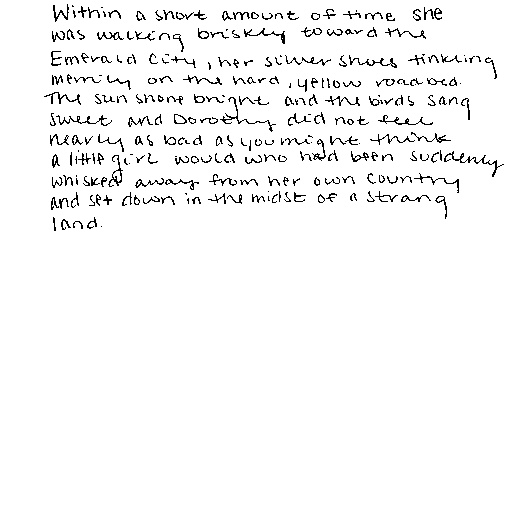 Within a short amount of time she
was walking briskly toward the
Emerald City, her silver shoes tinkling
merrily on the hard, yellow roadbed.
The sun shone bright and the birds sang
sweet and Dorothy did not feel
nearly as bad as you might think
a little girl would who had been suddenly
whisked away from her own country
and set down in the midst of a strang
land.